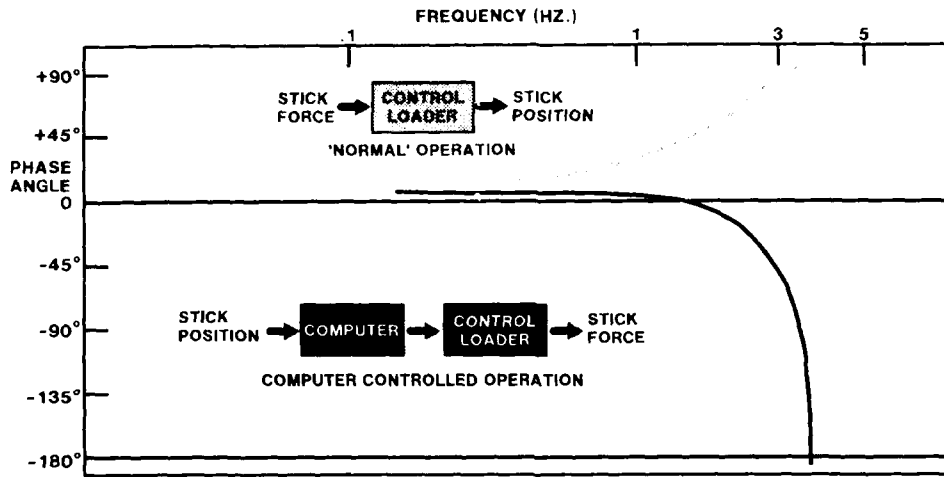 FREQUENCY (HZ.)
.1 1 3 5
+90°
+45°
PHASE
ANGLE
0
-45°
-90°
-135°
-180°
STICK
FORCE
CONTROL
LOADER
STICK
POSITION
'NORMAL' OPERATION
STICK
POSITION
COMPUTER
CONTROL
LOADER
STICK
FORCE
COMPUTER CONTROLLED OPERATION